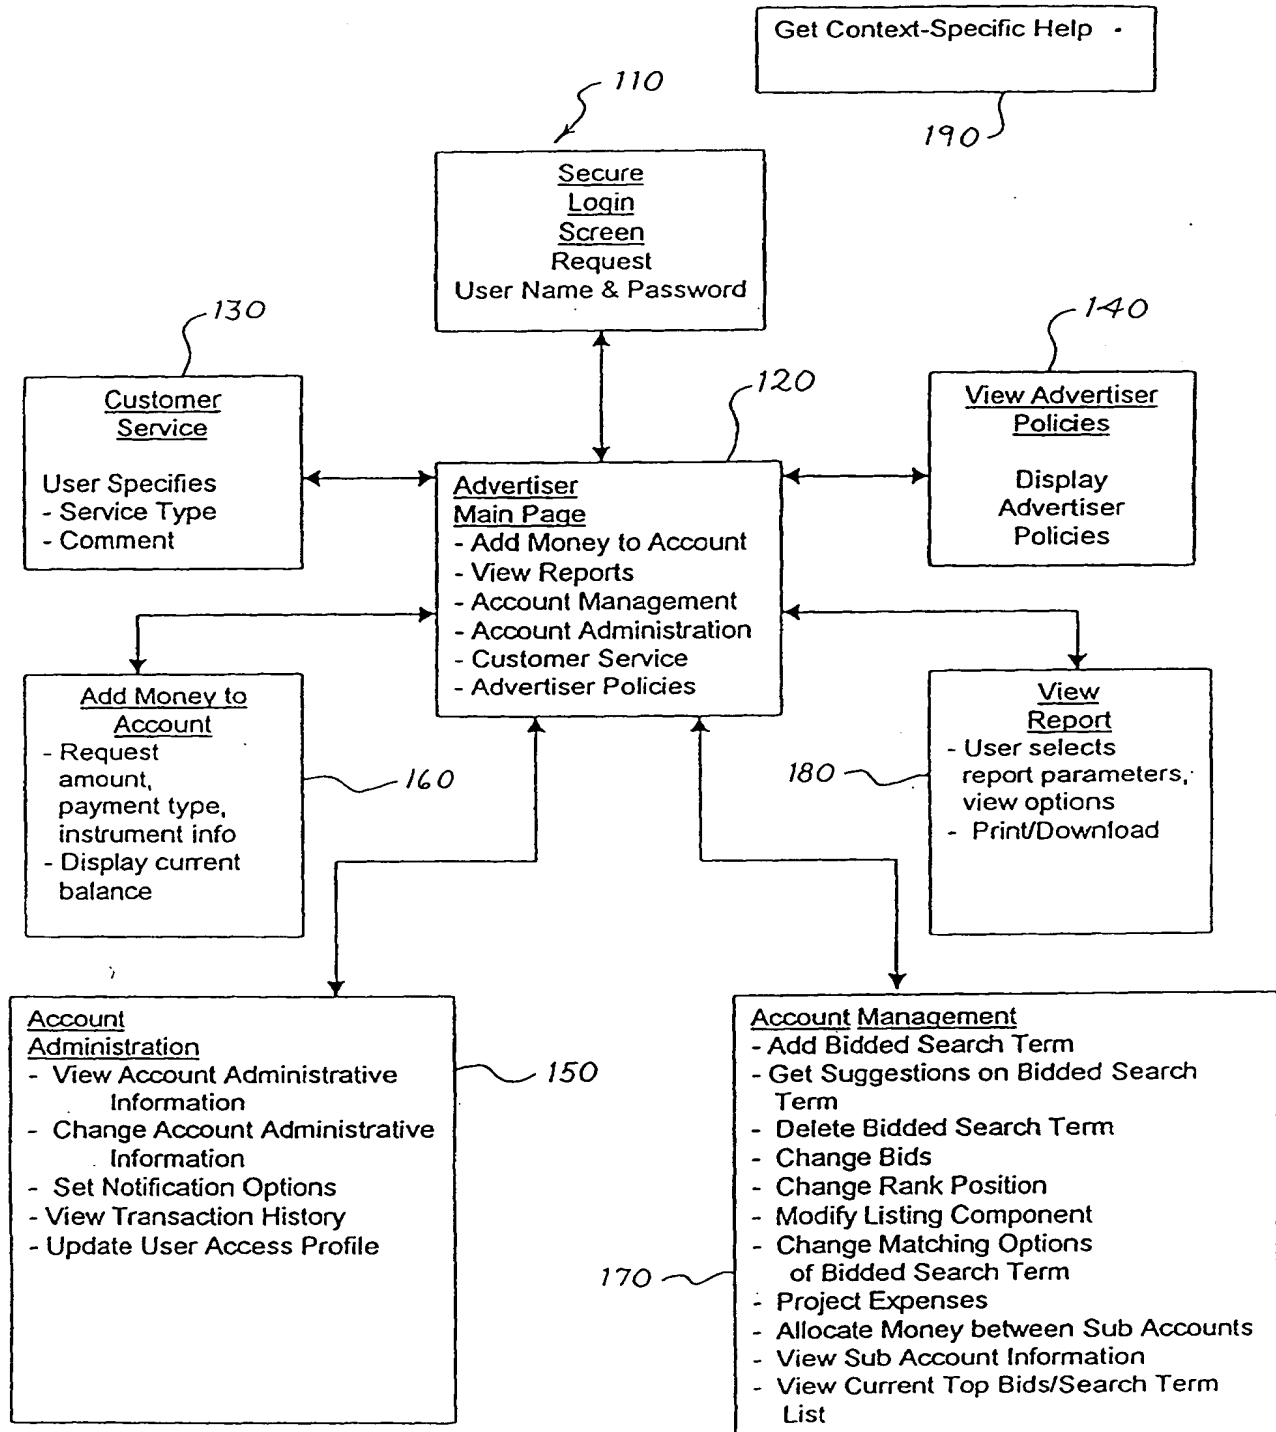 Get Context-Specific Help
190
110
Secure
Login
Screen
Request
User Name & Password
130
Customer
Service
User Specifies
- Service Type
- Comment
120
Advertiser
Main Page
- Add Money to Account
- View Reports
- Account Management
- Account Administration
- Customer Service
- Advertiser Policies
140
View Advertiser
Policies
Display
Advertiser
Policies
Add Money to
Account
- Request
amount,
payment type,
instrument info
- Display current
balance
160
180
View
Report
- User selects
report parameters,
view options
- Print/Download
Account
Administration
- View Account Administrative
Information
- Change Account Administrative
Information
- Set Notification Options
- View Transaction History
- Update User Access Profile
150
170
Account Management
- Add Bidded Search Term
- Get Suggestions on Bidded Search
Term
- Delete Bidded Search Term
- Change Bids
- Change Rank Position
- Modify Listing Component
- Change Matching Options
of Bidded Search Term
- Project Expenses
- Allocate Money between Sub Accounts
- View Sub Account Information
- View Current Top Bids/Search Term
List